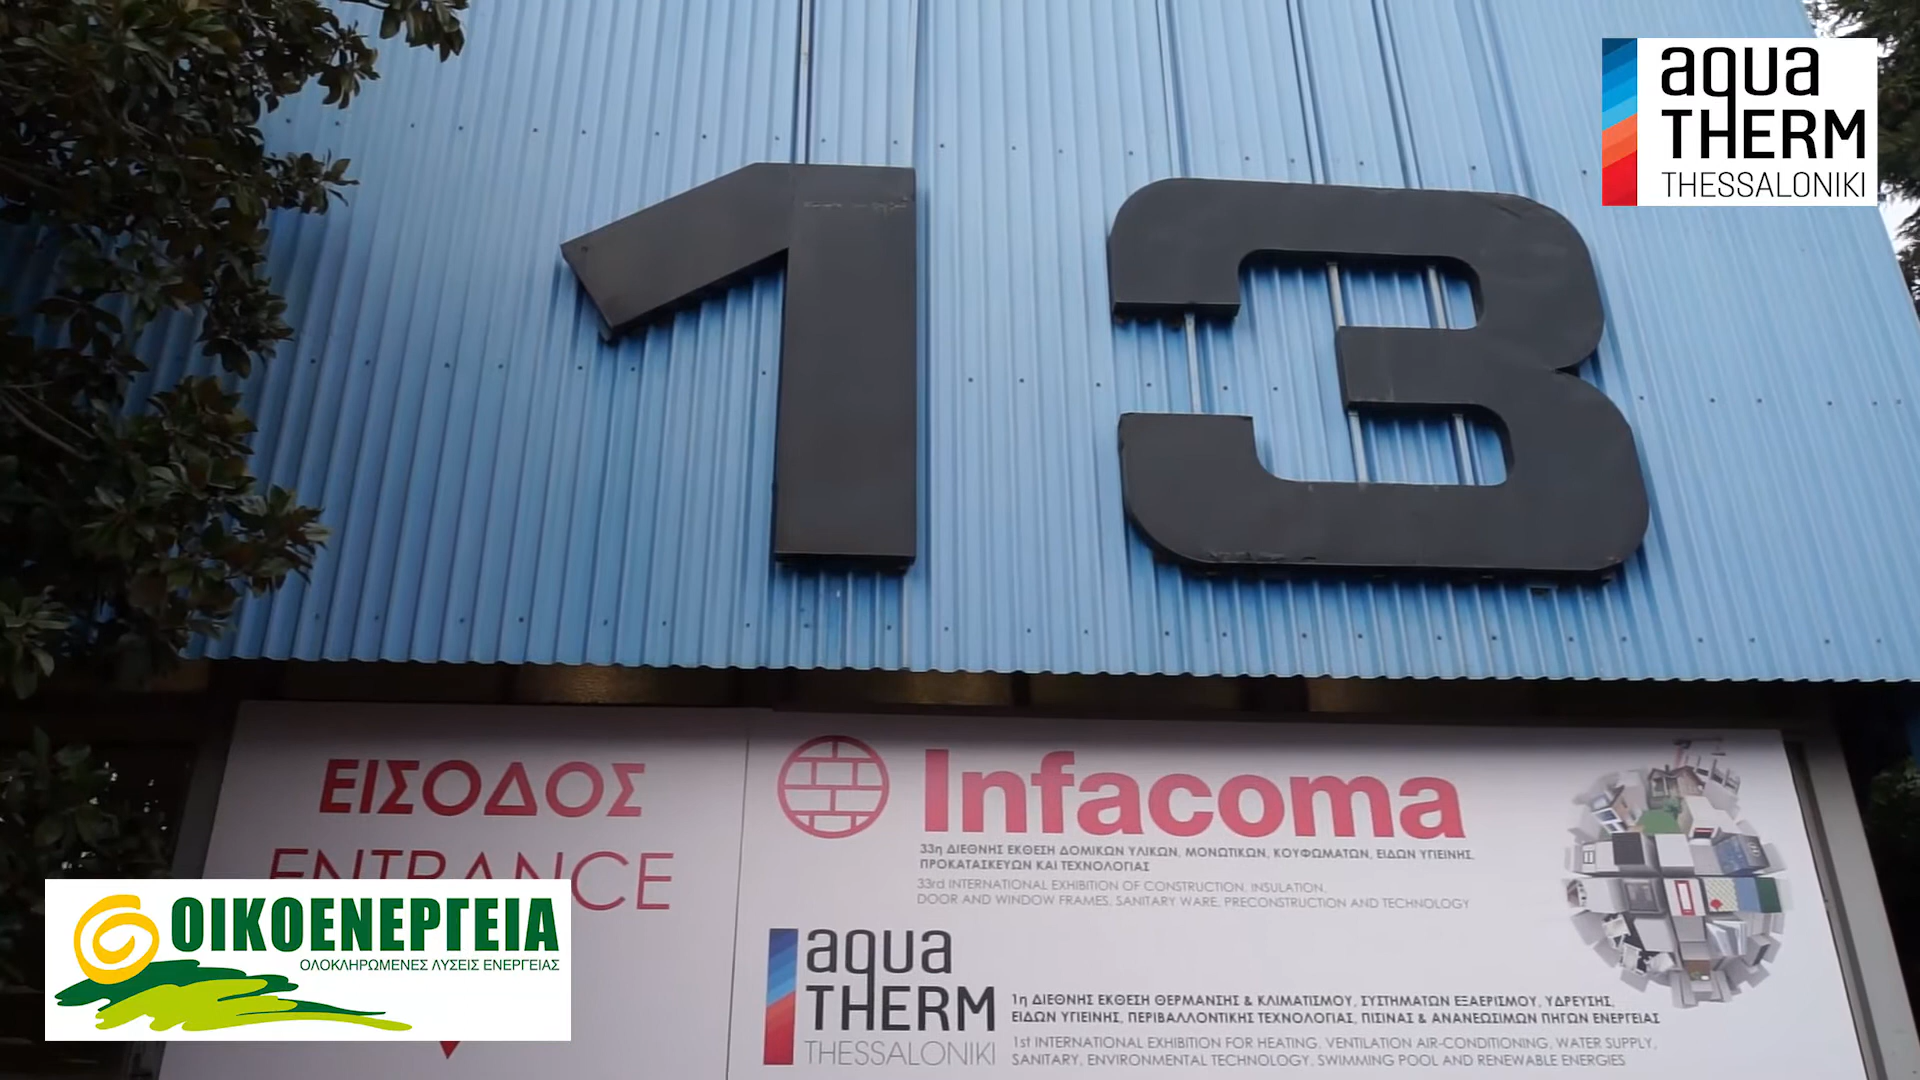 aqua
THERM
THESSALONIKI
13
ΕΙΣΟΔΟΣ
ENTRANCE
Infacoma
33η ΔΙΕΘΝΗΣ ΕΚΘΕΣΗ ΔΟΜΙΚΩΝ ΥΛΙΚΩΝ, ΜΟΝΩΤΙΚΩΝ, ΚΟΥΦΩΜΑΤΩΝ, ΕΙΔΩΝ ΥΓΙΕΙΝΗΣ,
ΠΡΟΚΑΤΑΣΚΕΥΩΝ ΚΑΙ ΤΕΧΝΟΛΟΓΙΑΣ
33rd INTERNATIONAL EXHIBITION OF CONSTRUCTION, INSULATION,
DOOR AND WINDOW FRAMES, SANITARY WARE, PRECONSTRUCTION AND TECHNOLOGY
ΟΙΚΟΕΝΕΡΓΕΙΑ
ΟΛΟΚΛΗΡΩΜΕΝΕΣ ΛΥΣΕΙΣ ΕΝΕΡΓΕΙΑΣ
aqua
THERM
THESSALONIKI
1η ΔΙΕΘΝΗΣ ΕΚΘΕΣΗ ΘΕΡΜΑΝΣΗΣ & ΚΛΙΜΑΤΙΣΜΟΥ, ΣΥΣΤΗΜΑΤΩΝ ΕΞΑΕΡΙΣΜΟΥ, ΥΔΡΕΥΣΗΣ,
ΕΙΔΩΝ ΥΓΙΕΙΝΗΣ, ΠΕΡΙΒΑΛΛΟΝΤΙΚΗΣ ΤΕΧΝΟΛΟΓΙΑΣ, ΠΙΣΙΝΑΣ & ΑΝΑΝΕΩΣΙΜΩΝ ΠΗΓΩΝ ΕΝΕΡΓΕΙΑΣ
1st INTERNATIONAL EXHIBITION FOR HEATING, VENTILATION AIR-CONDITIONING, WATER SUPPLY,
SANITARY, ENVIRONMENTAL TECHNOLOGY, SWIMMING POOL AND RENEWABLE ENERGIES